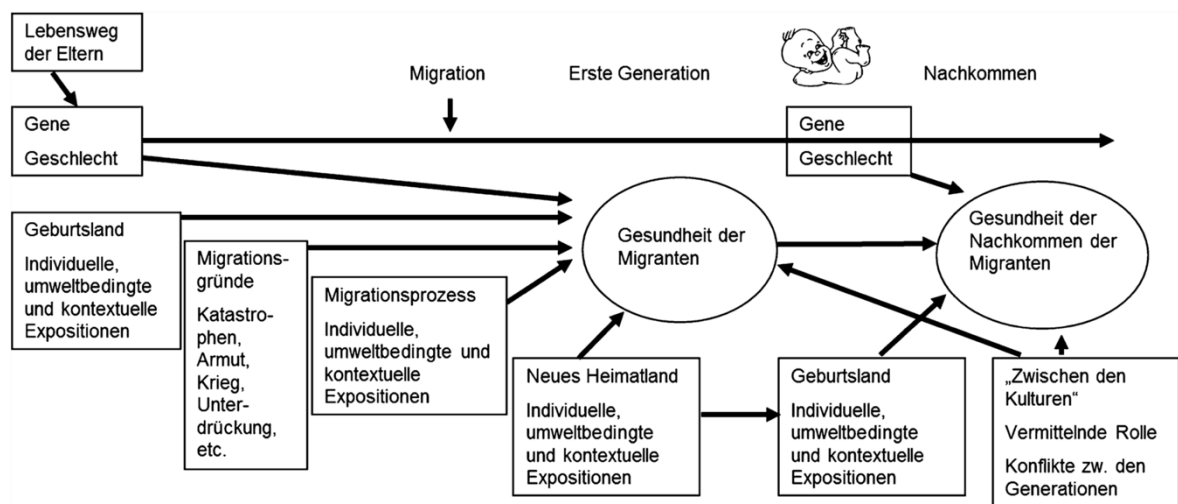 Lebensweg
der Eltern
Migration
Erste Generation
Nachkommen
Gene
Geschlecht
Gene
Geschlecht
Geburtsland
Individuelle,
umweltbedingte
und kontextuelle
Expositionen
Migrations-
gründe
Katastro-
phen,
Armut,
Krieg,
Unter-
drückung,
etc.
Migrationsprozess
Individuelle,
umweltbedingte und
kontextuelle
Expositionen
Gesundheit der
Migranten
Gesundheit der
Nachkommen der
Migranten
Neues Heimatland
Individuelle,
umweltbedingte
und kontextuelle
Expositionen
Geburtsland
Individuelle,
umweltbedingte
und kontextuelle
Expositionen
„Zwischen den
Kulturen“
Vermittelnde Rolle
Konflikte zw. den
Generationen